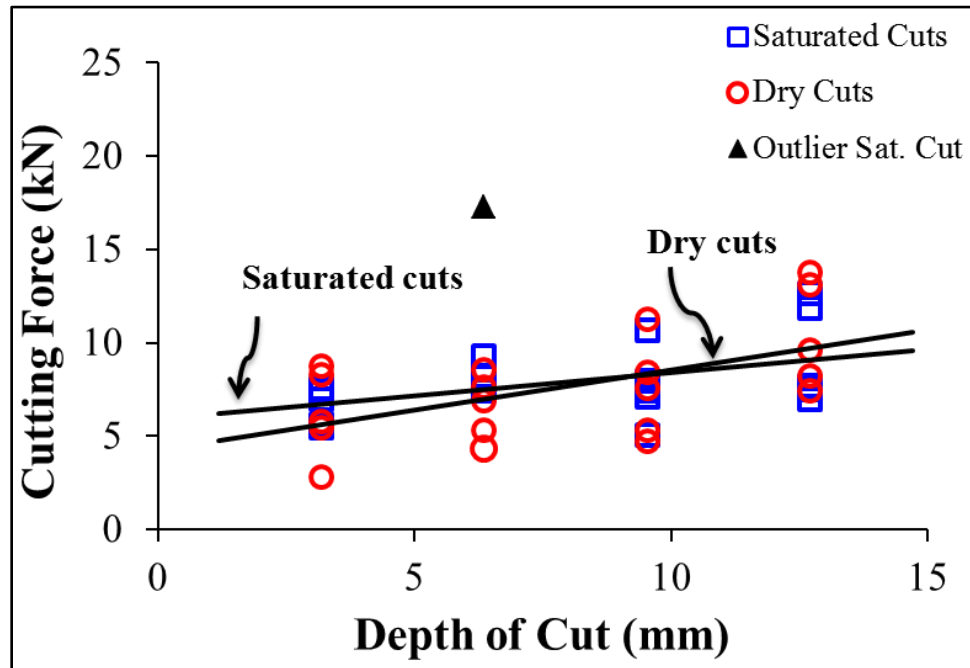 Saturated Cuts
Dry Cuts
Outlier Sat. Cut
Cutting Force (kN)
25
20
15
10
5
0
Saturated cuts
Dry cuts
0
5
10
15
Depth of Cut (mm)